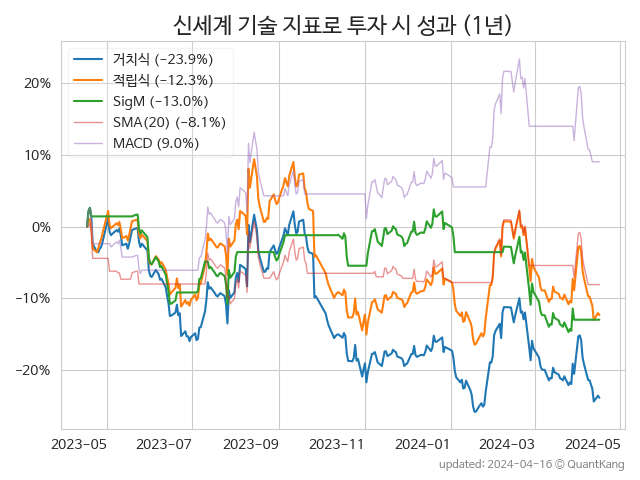 신세계 기술 지표로 투자 시 성과 (1년)
거치식 (−23.9%)
적립식 (−12.3%)
SigM (−13.0%)
SMA(20) (−8.1%)
MACD (9.0%)
20%
10%
0%
−10%
−20%
2023-05 2023-07 2023-09 2023-11 2024-01 2024-03 2024-05
updated: 2024-04-16 © QuantKang